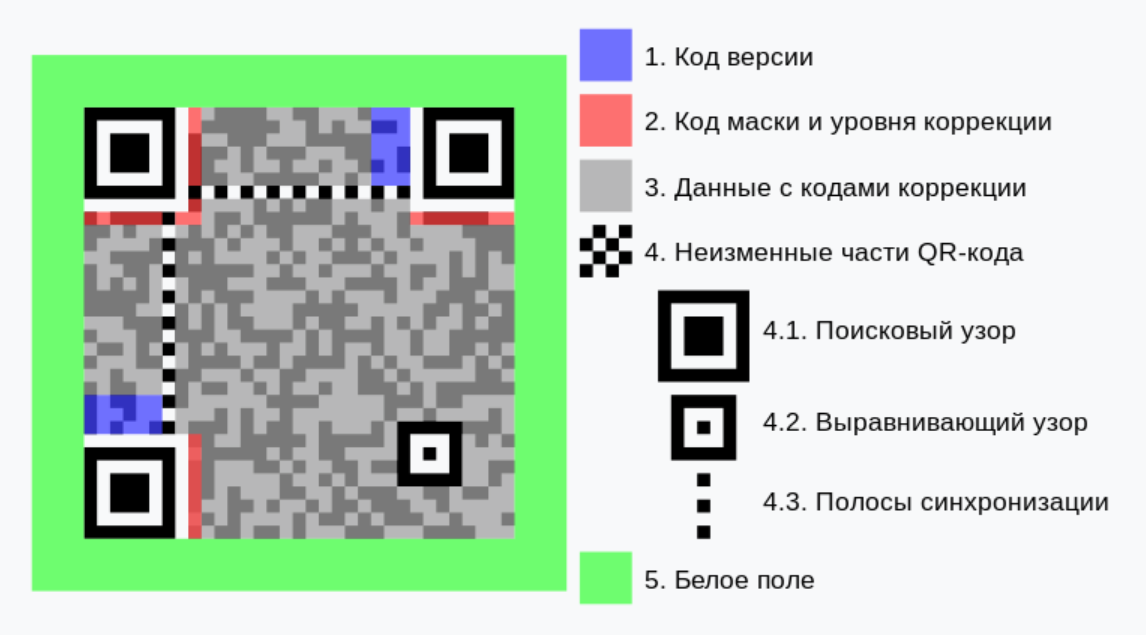 1. Код версии
2. Код маски и уровня коррекции
3. Данные с кодами коррекции
4. Неизменные части QR-кода
4.1. Поисковый узор
4.2. Выравнивающий узор
4.3. Полосы синхронизации
5. Белое поле